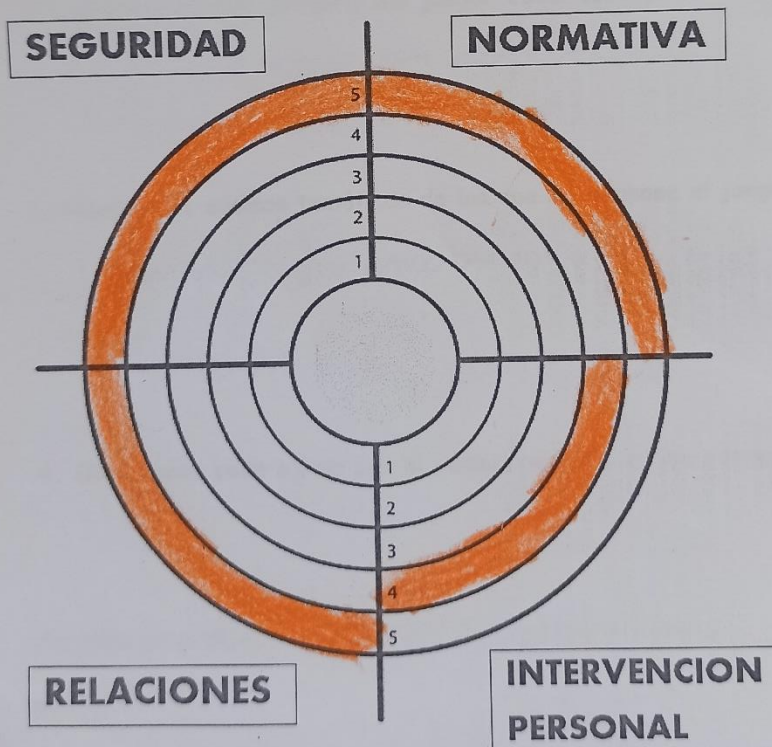 SEGURIDAD
NORMATIVA
5
4
3
2
1
1
2
3
4
5
RELACIONES
INTERVENCION
PERSONAL